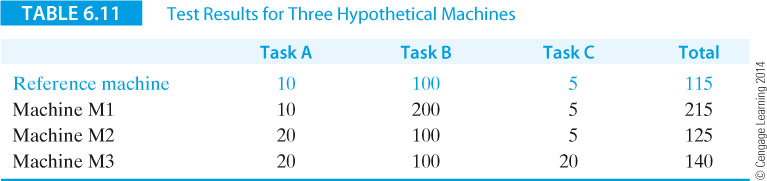 TABLE 6.11 Test Results for Three Hypothetical Machines
Task A Task B Task C Total
Reference machine 10 100 5 115
Machine M1 10 200 5 215
Machine M2 20 100 5 125
Machine M3 20 100 20 140
© Cengage Learning 2014